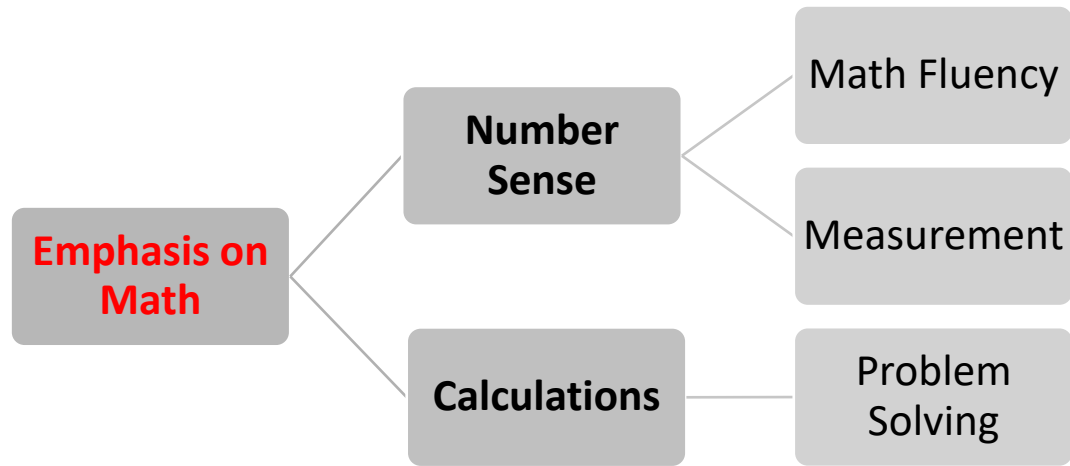 Emphasis on
Math
Number
Sense
Math Fluency
Measurement
Calculations
Problem
Solving